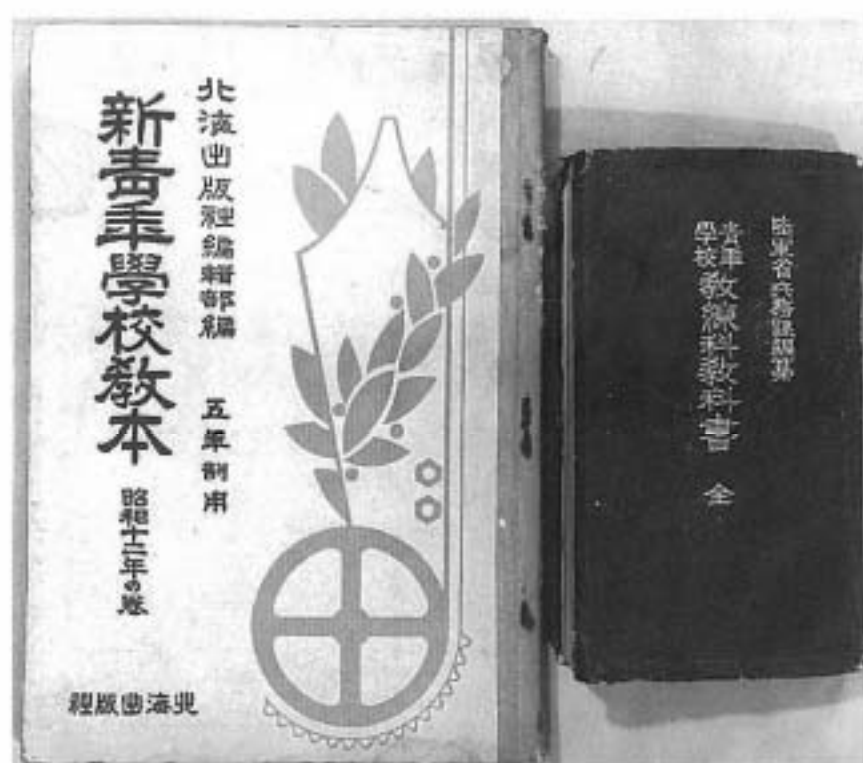 北海出版社編輯部編 五年制用
新青年學校教本 昭和十二年の巻
北海出版社
陸軍省兵務課編纂
青年學校教練科教科書 全